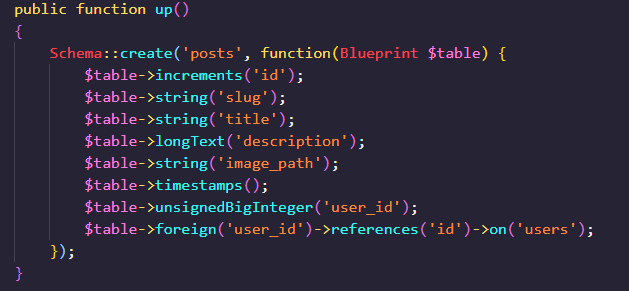 public function up()
{
    Schema::create('posts', function(Blueprint $table) {
        $table->increments('id');
        $table->string('slug');
        $table->string('title');
        $table->longText('description');
        $table->string('image_path');
        $table->timestamps();
        $table->unsignedBigInteger('user_id');
        $table->foreign('user_id')->references('id')->on('users');
    });
}